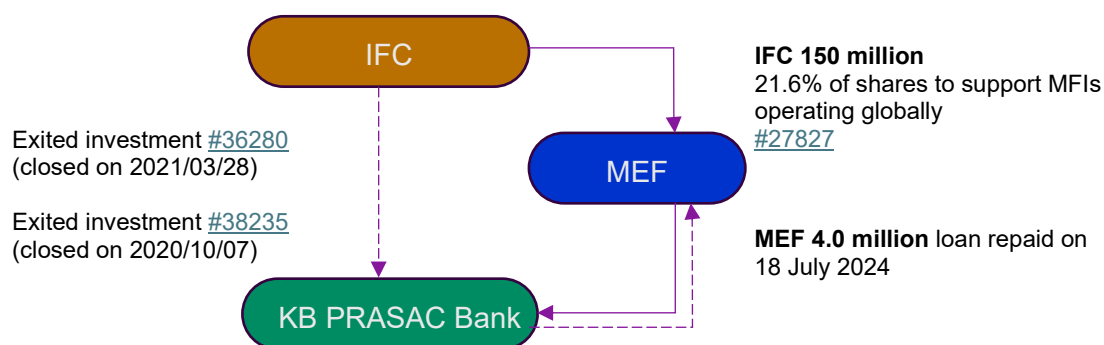 IFC
IFC 150 million
21.6% of shares to support MFIs
operating globally
#27827
Exited investment #36280
(closed on 2021/03/28)
MEF
Exited investment #38235
(closed on 2020/10/07)
MEF 4.0 million loan repaid on
18 July 2024
KB PRASAC Bank